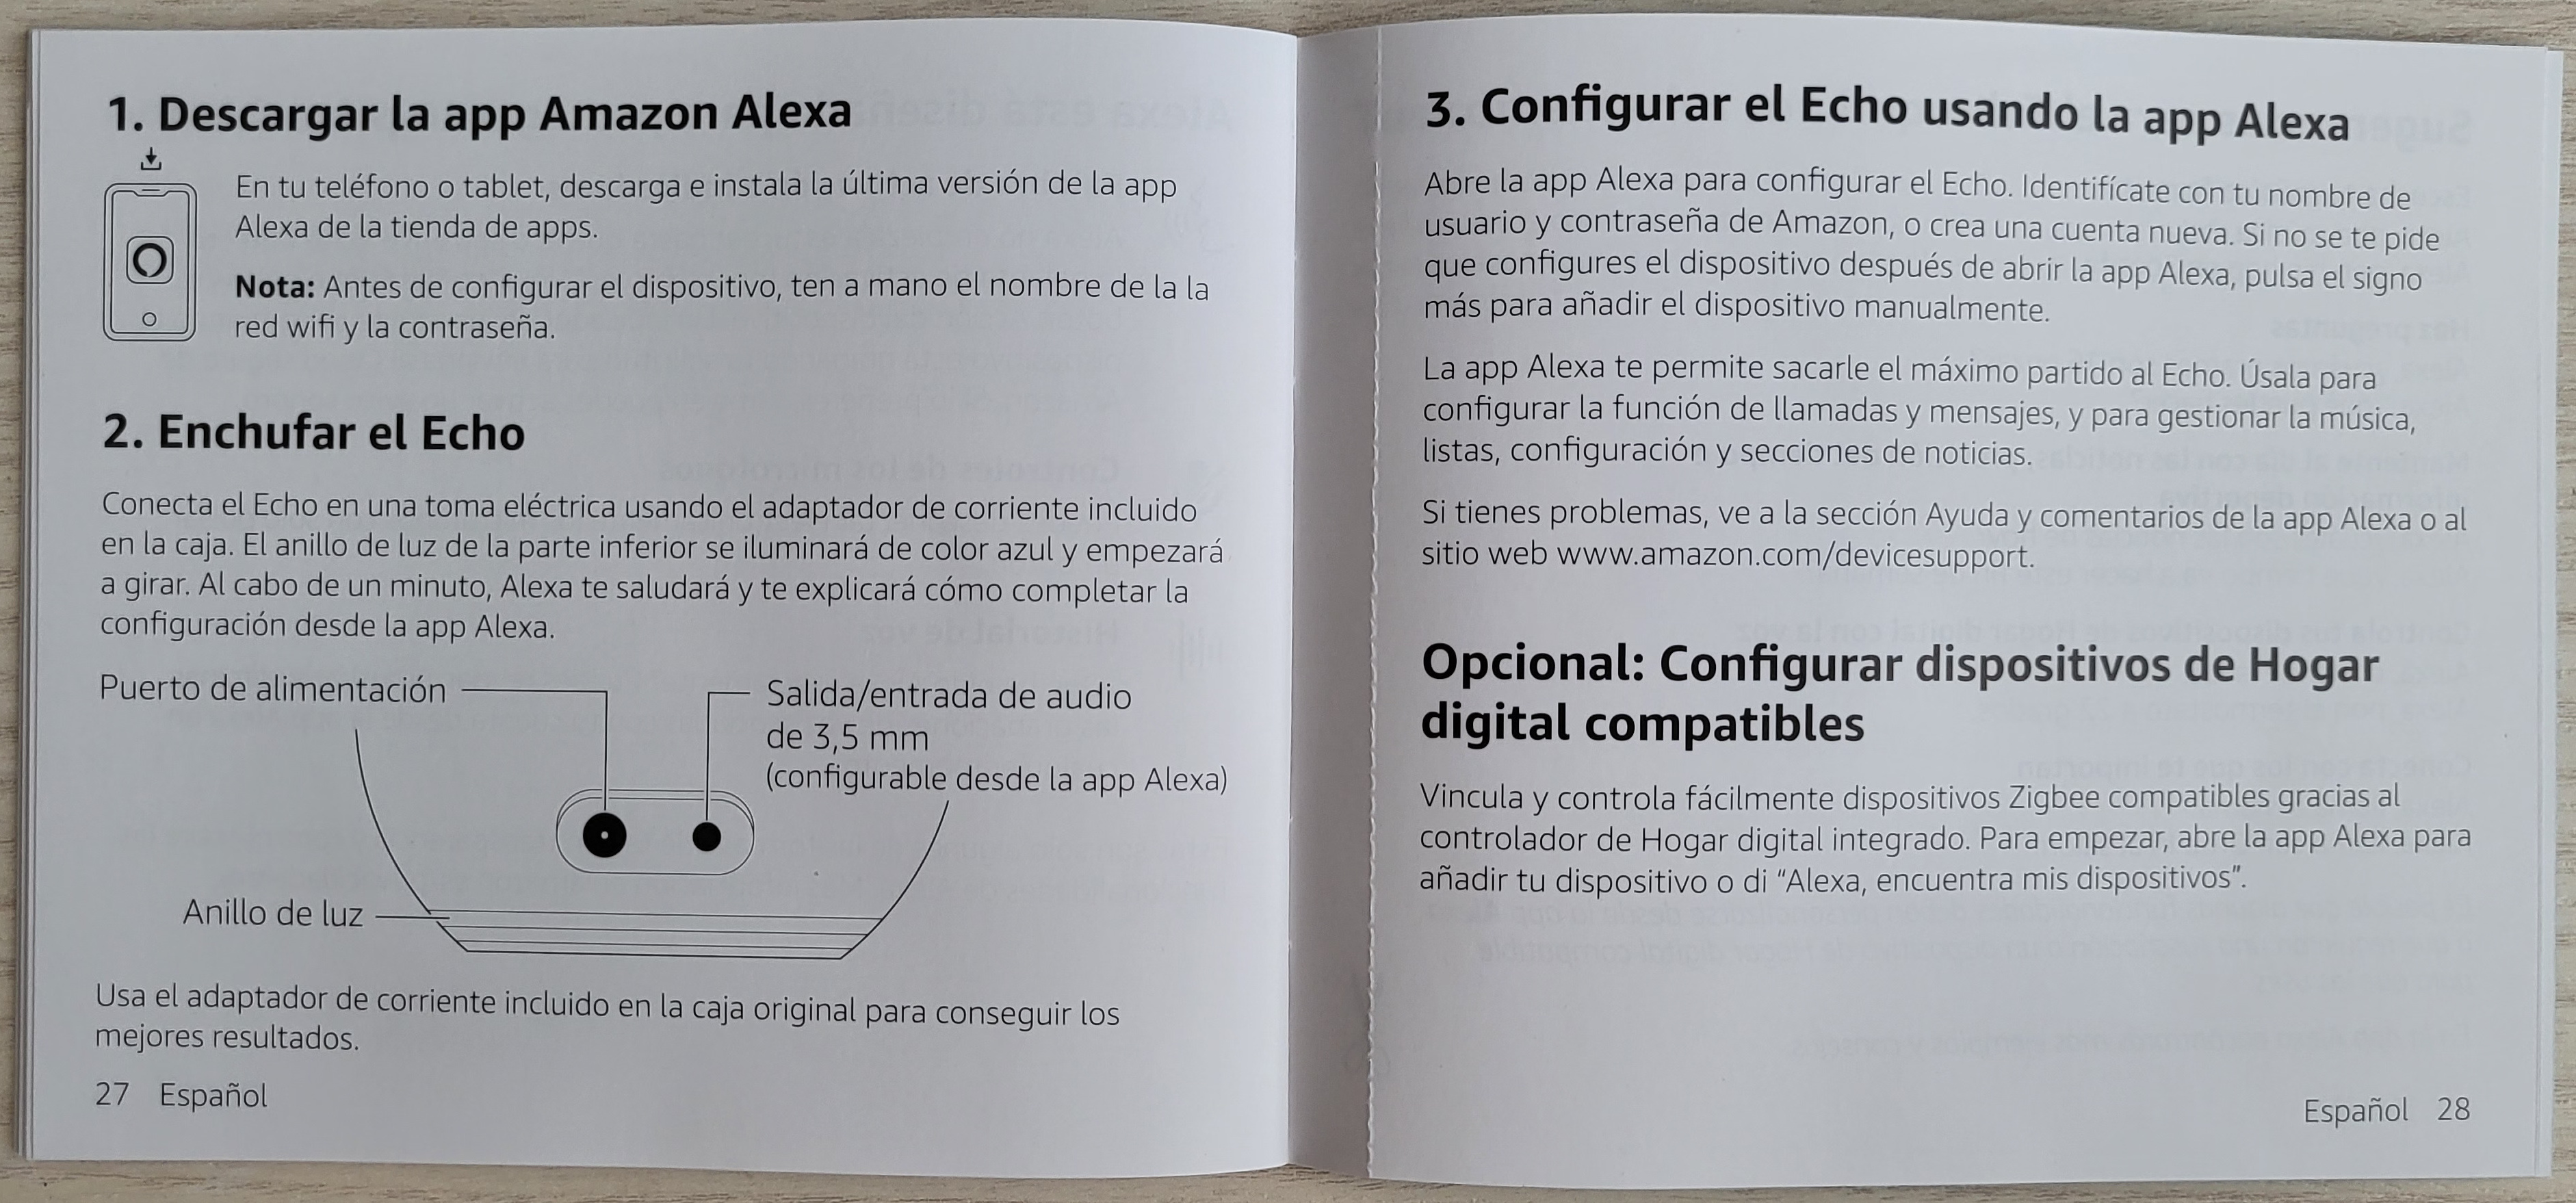 1. Descargar la app Amazon Alexa
En tu teléfono o tablet, descarga e instala la última versión de la app
Alexa de la tienda de apps.
Nota: Antes de configurar el dispositivo, ten a mano el nombre de la la
red wifi y la contraseña.
2. Enchufar el Echo
Conecta el Echo en una toma eléctrica usando el adaptador de corriente incluido
en la caja. El anillo de luz de la parte inferior se iluminará de color azul y empezará
a girar. Al cabo de un minuto, Alexa te saludará y te explicará cómo completar la
configuración desde la app Alexa.
Puerto de alimentación
Salida/entrada de audio
de 3,5 mm
(configurable desde la app Alexa)
Anillo de luz
Usa el adaptador de corriente incluido en la caja original para conseguir los
mejores resultados.
27 Español
3. Configurar el Echo usando la app Alexa
Abre la app Alexa para configurar el Echo. Identifícate con tu nombre de
usuario y contraseña de Amazon, o crea una cuenta nueva. Si no se te pide
que configures el dispositivo después de abrir la app Alexa, pulsa el signo
más para añadir el dispositivo manualmente.
La app Alexa te permite sacarle el máximo partido al Echo. Úsala para
configurar la función de llamadas y mensajes, y para gestionar la música,
listas, configuración y secciones de noticias.
Si tienes problemas, ve a la sección Ayuda y comentarios de la app Alexa o al
sitio web www.amazon.com/devicesupport.
Opcional: Configurar dispositivos de Hogar
digital compatibles
Vincula y controla fácilmente dispositivos Zigbee compatibles gracias al
controlador de Hogar digital integrado. Para empezar, abre la app Alexa para
añadir tu dispositivo o di “Alexa, encuentra mis dispositivos”.
Español 28